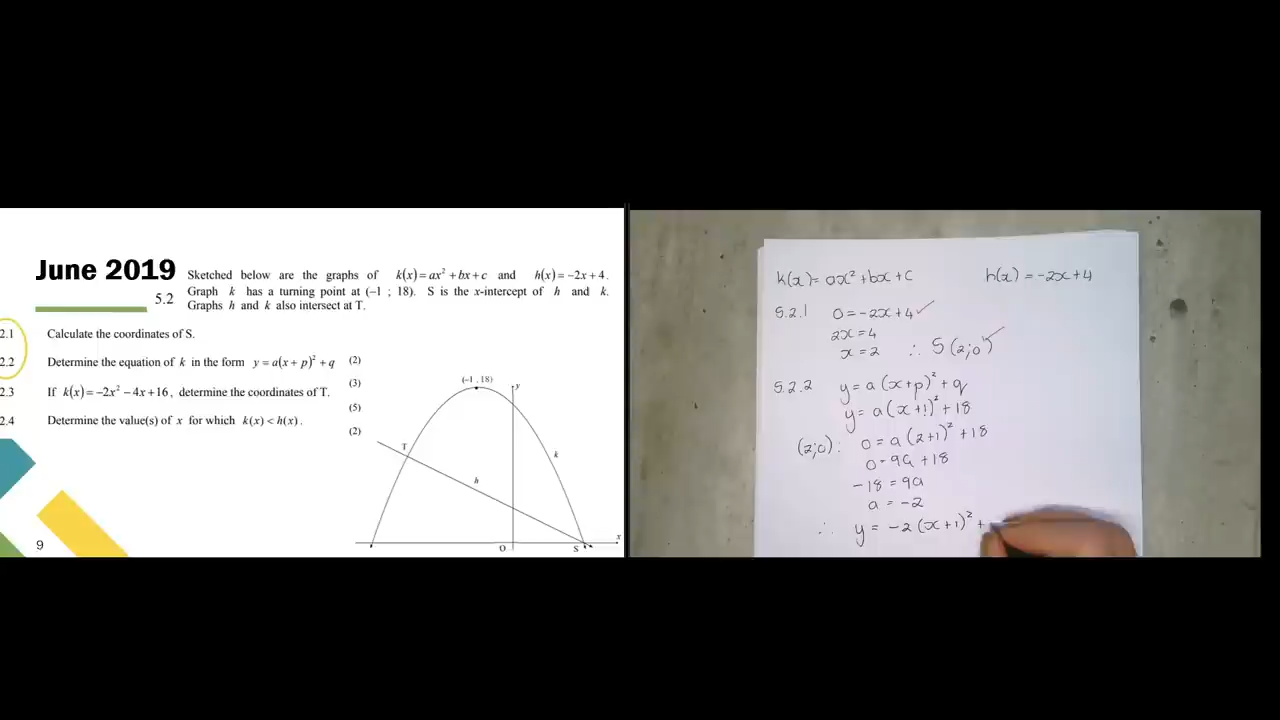 June 2019
5.2
Sketched below are the graphs of k(x) = ax² + bx + c and h(x) = -2x + 4.
Graph k has a turning point at (-1 ; 18). S is the x-intercept of h and k.
Graphs h and k also intersect at T.
2.1 Calculate the coordinates of S.
2.2 Determine the equation of k in the form y = a(x + p)² + q (2)
2.3 If k(x) = -2x² - 4x + 16, determine the coordinates of T. (3)
(5)
2.4 Determine the value(s) of x for which k(x) < h(x). (2)
(-1 ; 18)
y
T
k
h
x
O
S
9
k(x) = ax² + bx + c h(x) = -2x + 4
5.2.1 0 = -2x + 4 ✓
2x = 4
x = 2 ∴ S (2;0) ✓
5.2.2 y = a (x+p)² + q
y = a (x+1)² + 18
(2;0): 0 = a (2+1)² + 18
0 = 9a + 18
-18 = 9a
a = -2
∴ y = -2 (x+1)² +